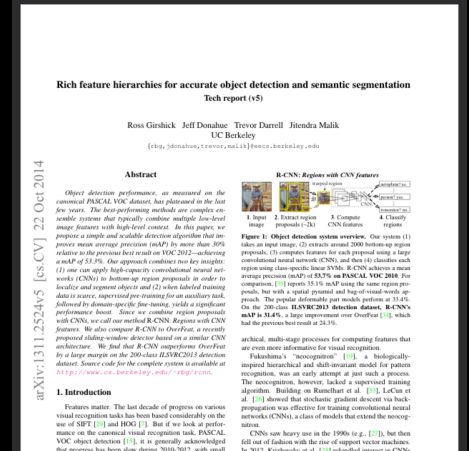 Rich feature hierarchies for accurate object detection and semantic segmentation
Tech report (v5)
Ross Girshick Jeff Donahue Trevor Darrell Jitendra Malik
UC Berkeley
{rbg,jdonahue,trevor,malik}@eecs.berkeley.edu
arXiv:1311.2524v5 [cs.CV] 22 Oct 2014
Abstract
Object detection performance, as measured on the
canonical PASCAL VOC dataset, has plateaued in the last
few years. The best-performing methods are complex en-
semble systems that typically combine multiple low-level
image features with high-level context. In this paper, we
propose a simple and scalable detection algorithm that im-
proves mean average precision (mAP) by more than 30%
relative to the previous best result on VOC 2012—achieving
a mAP of 53.3%. Our approach combines two key insights:
(1) one can apply high-capacity convolutional neural net-
works (CNNs) to bottom-up region proposals in order to
localize and segment objects and (2) when labeled training
data is scarce, supervised pre-training for an auxiliary task,
followed by domain-specific fine-tuning, yields a significant
performance boost. Since we combine region proposals
with CNNs, we call our method R-CNN: Regions with CNN
features. We also compare R-CNN to OverFeat, a recently
proposed sliding-window detector based on a similar CNN
architecture. We find that R-CNN outperforms OverFeat
by a large margin on the 200-class ILSVRC2013 detection
dataset. Source code for the complete system is available at
http://www.cs.berkeley.edu/~rbg/rcnn.
1. Introduction
Features matter. The last decade of progress on various
visual recognition tasks has been based considerably on the
use of SIFT [29] and HOG [7]. But if we look at perfor-
mance on the canonical visual recognition task, PASCAL
VOC object detection [15], it is generally acknowledged
that progress has been slow during 2010-2012, with small
R-CNN: Regions with CNN features
warped region
aeroplane? no.
person? yes.
tvmonitor? no.
CNN
1. Input 2. Extract region 3. Compute 4. Classify
image proposals (~2k) CNN features regions
Figure 1: Object detection system overview. Our system (1)
takes an input image, (2) extracts around 2000 bottom-up region
proposals, (3) computes features for each proposal using a large
convolutional neural network (CNN), and then (4) classifies each
region using class-specific linear SVMs. R-CNN achieves a mean
average precision (mAP) of 53.7% on PASCAL VOC 2010. For
comparison, [39] reports 35.1% mAP using the same region pro-
posals, but with a spatial pyramid and bag-of-visual-words ap-
proach. The popular deformable part models perform at 33.4%.
On the 200-class ILSVRC2013 detection dataset, R-CNN's
mAP is 31.4%, a large improvement over OverFeat [34], which
had the previous best result at 24.3%.
archical, multi-stage processes for computing features that
are even more informative for visual recognition.
Fukushima's "neocognitron" [19], a biologically-
inspired hierarchical and shift-invariant model for pattern
recognition, was an early attempt at just such a process.
The neocognitron, however, lacked a supervised training
algorithm. Building on Rumelhart et al. [33], LeCun et
al. [26] showed that stochastic gradient descent via back-
propagation was effective for training convolutional neural
networks (CNNs), a class of models that extend the neocog-
nitron.
CNNs saw heavy use in the 1990s (e.g., [27]), but then
fell out of fashion with the rise of support vector machines.
In 2012, Krizhevsky et al. [25] rekindled interest in CNNs